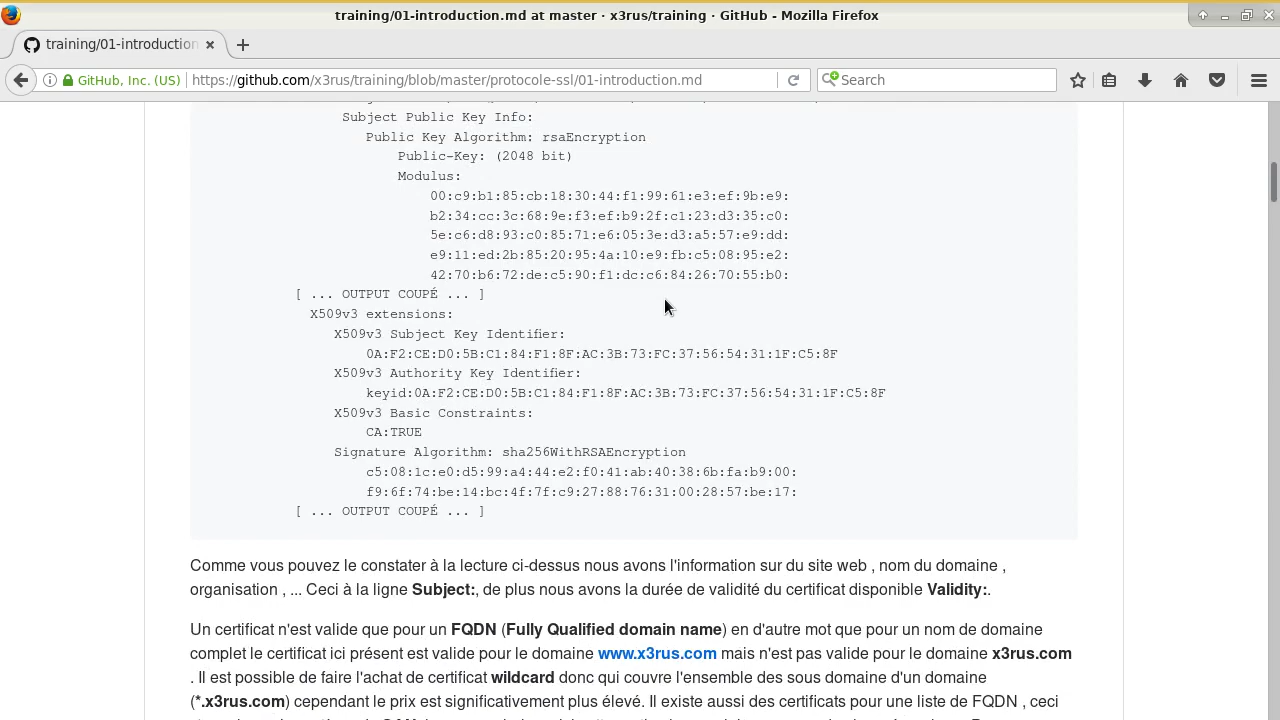 training/01-introduction.md at master · x3rus/training · GitHub - Mozilla Firefox
training/01-introduction
GitHub, Inc. (US)
https://github.com/x3rus/training/blob/master/protocole-ssl/01-introduction.md
Search
Subject Public Key Info:
Public Key Algorithm: rsaEncryption
Public-Key: (2048 bit)
Modulus:
00:c9:b1:85:cb:18:30:44:f1:99:61:e3:ef:9b:e9:
b2:34:cc:3c:68:9e:f3:ef:b9:2f:c1:23:d3:35:c0:
5e:c6:d8:93:c0:85:71:e6:05:3e:d3:a5:57:e9:dd:
e9:11:ed:2b:85:20:95:4a:10:e9:fb:c5:08:95:e2:
42:70:b6:72:de:c5:90:f1:dc:c6:84:26:70:55:b0:
[ ... OUTPUT COUPÉ ... ]
X509v3 extensions:
X509v3 Subject Key Identifier:
0A:F2:CE:D0:5B:C1:84:F1:8F:AC:3B:73:FC:37:56:54:31:1F:C5:8F
X509v3 Authority Key Identifier:
keyid:0A:F2:CE:D0:5B:C1:84:F1:8F:AC:3B:73:FC:37:56:54:31:1F:C5:8F
X509v3 Basic Constraints:
CA:TRUE
Signature Algorithm: sha256WithRSAEncryption
c5:08:1c:e0:d5:99:a4:44:e2:f0:41:ab:40:38:6b:fa:b9:00:
f9:6f:74:be:14:bc:4f:7f:c9:27:88:76:31:00:28:57:be:17:
[ ... OUTPUT COUPÉ ... ]
Comme vous pouvez le constater à la lecture ci-dessus nous avons l'information sur du site web , nom du domaine ,
organisation , ... Ceci à la ligne Subject:, de plus nous avons la durée de validité du certificat disponible Validity:.
Un certificat n'est valide que pour un FQDN (Fully Qualified domain name) en d'autre mot que pour un nom de domaine
complet le certificat ici présent est valide pour le domaine www.x3rus.com mais n'est pas valide pour le domaine x3rus.com
. Il est possible de faire l'achat de certificat wildcard donc qui couvre l'ensemble des sous domaine d'un domaine
(*.x3rus.com) cependant le prix est significativement plus élevé. Il existe aussi des certificats pour une liste de FQDN , ceci